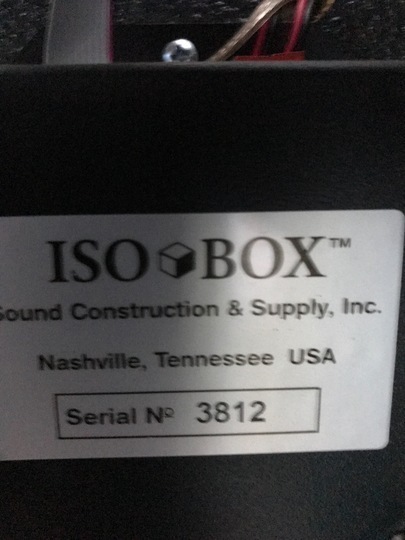 ISO BOX™
Sound Construction & Supply, Inc.
Nashville, Tennessee USA
Serial Nº 3812